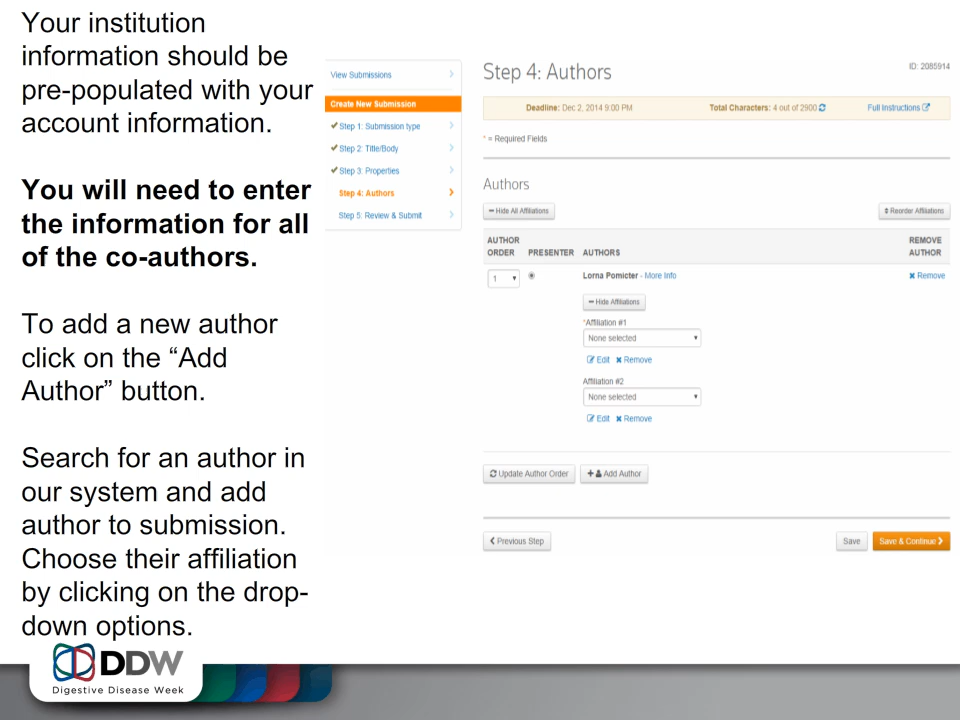 Your institution
information should be
pre-populated with your
account information.
You will need to enter
the information for all
of the co-authors.
To add a new author
click on the “Add
Author” button.
Search for an author in
our system and add
author to submission.
Choose their affiliation
by clicking on the drop-
down options.
View Submissions
Create New Submission
Step 1: Submission type
Step 2: Title/Body
Step 3: Properties
Step 4: Authors
Step 5: Review & Submit
Step 4: Authors
ID: 2085914
Deadline: Dec 2, 2014 9:00 PM Total Characters: 4 out of 2900 Full Instructions
* = Required Fields
Authors
Hide All Affiliations Reorder Affiliations
AUTHOR ORDER PRESENTER AUTHORS REMOVE AUTHOR
1 Lorna Pomicter - More Info Remove
Hide Affiliations
*Affiliation #1
None selected
Edit Remove
Affiliation #2
None selected
Edit Remove
Update Author Order Add Author
Previous Step Save Save & Continue
DDW
Digestive Disease Week